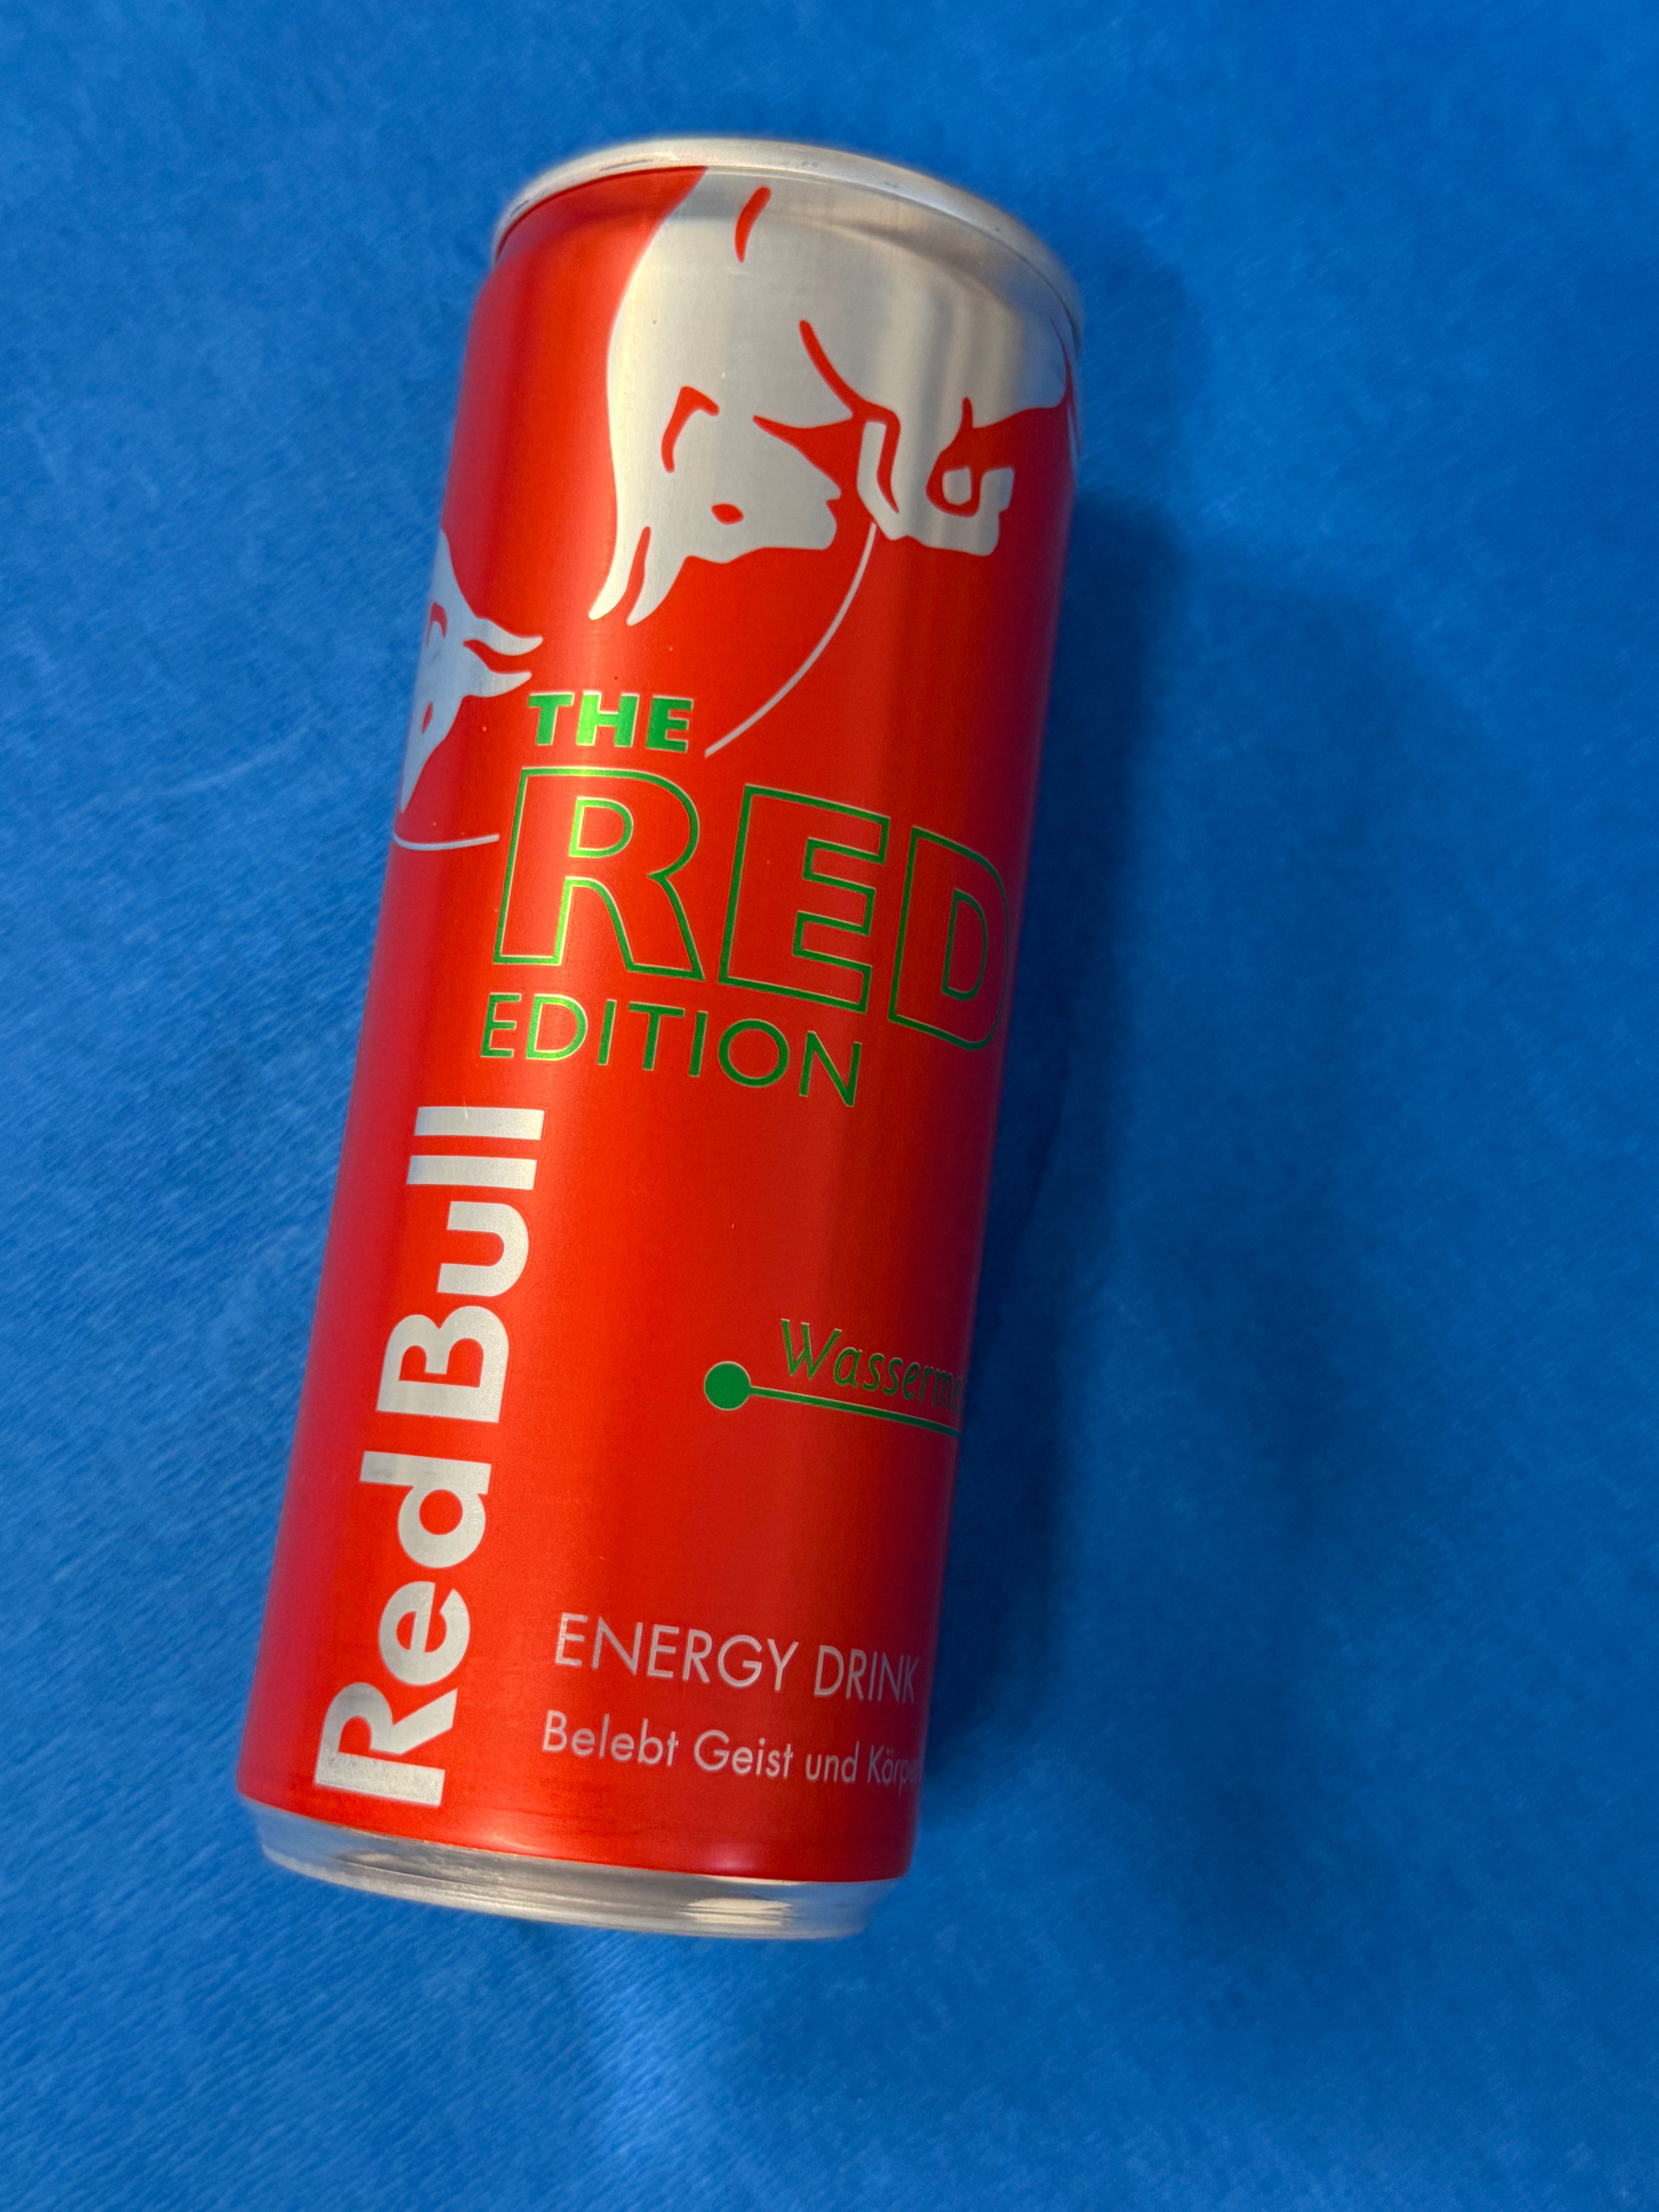 THE
RED
EDITION
Red Bull
ENERGY DRINK
Belebt Geist und